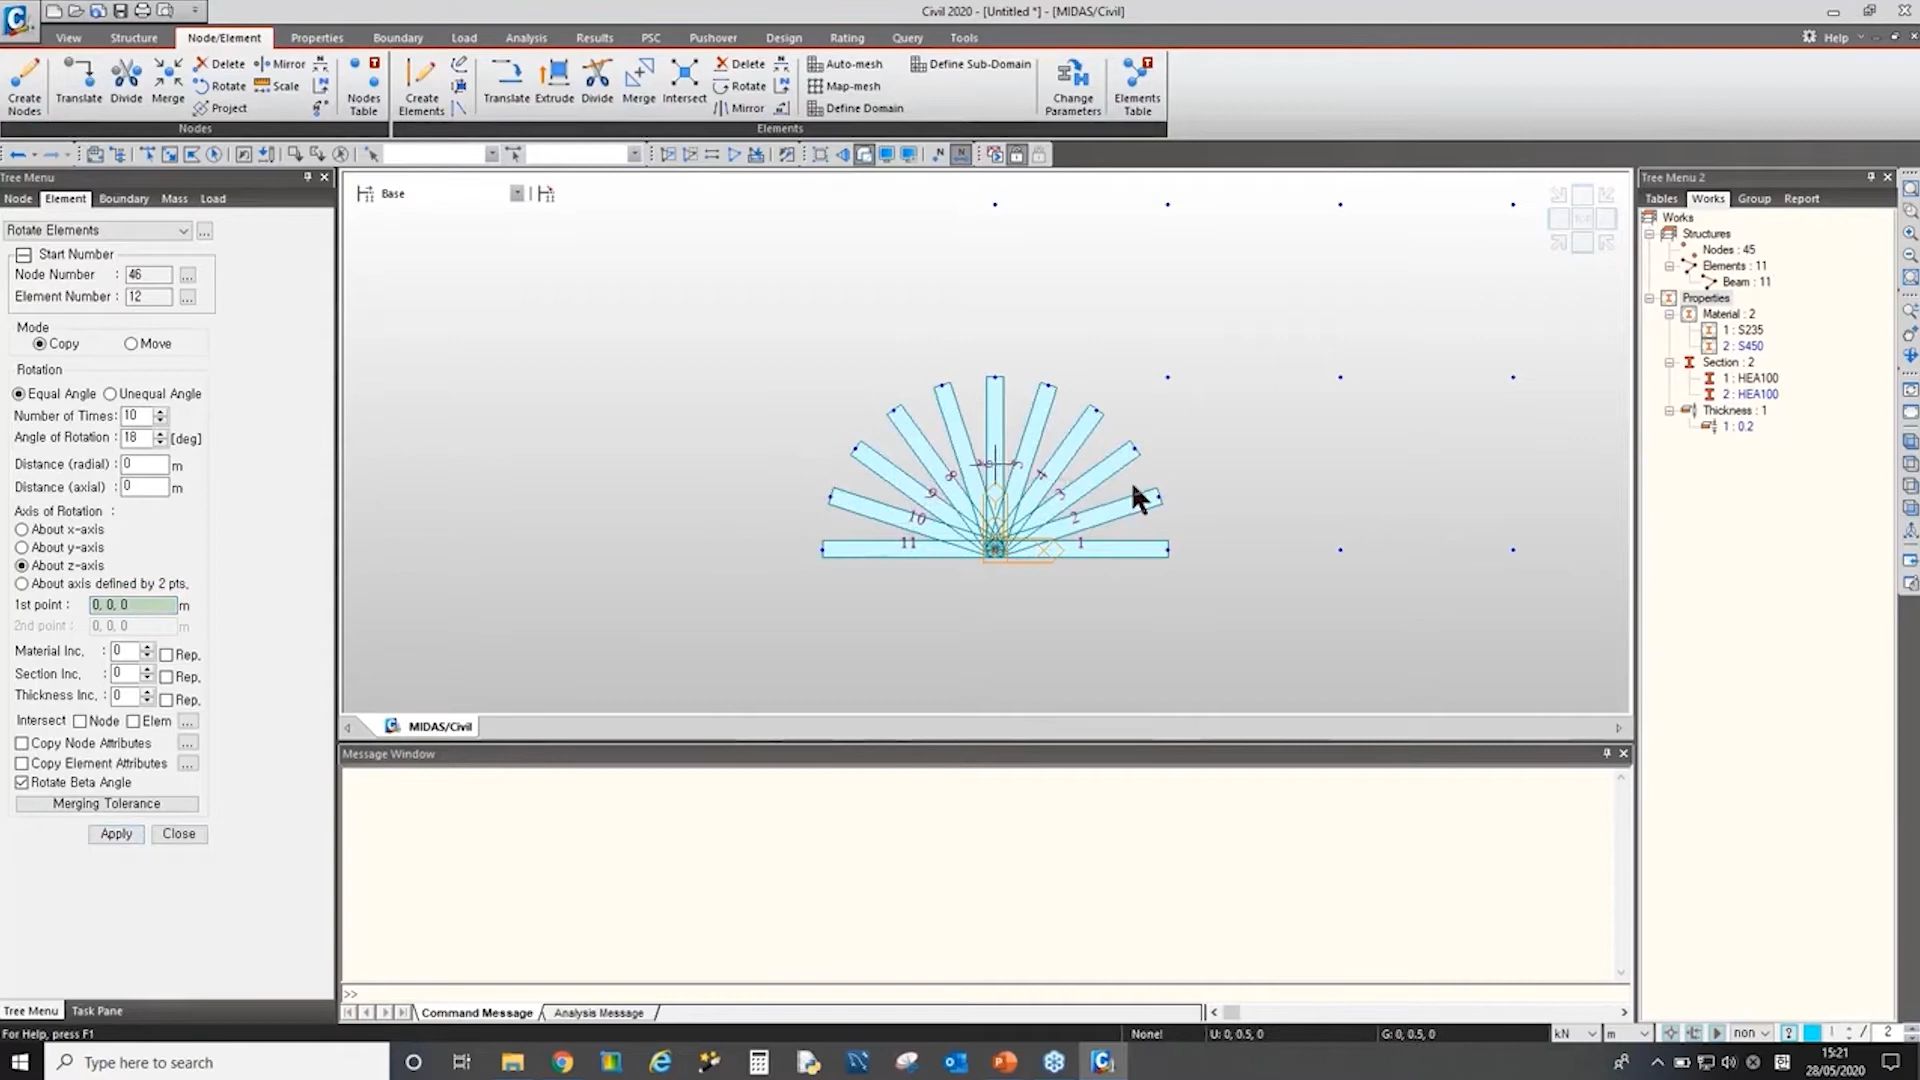 Civil 2020 - [Untitled *] - [MIDAS/Civil]
View Structure Node/Element Properties Boundary Load Analysis Results PSC Pushover Design Rating Query Tools Help
Create Nodes
Translate
Divide
Merge
Delete
Rotate
Project
Mirror
Scale
Nodes Table
Nodes
Create Elements
Translate
Extrude
Divide
Merge
Intersect
Delete
Rotate
Mirror
Auto-mesh
Map-mesh
Define Domain
Define Sub-Domain
Change Parameters
Elements Table
Elements
Tree Menu
Node Element Boundary Mass Load
Rotate Elements
Start Number
Node Number : 46
Element Number : 12
Mode
Copy Move
Rotation
Equal Angle Unequal Angle
Number of Times: 10
Angle of Rotation : 18 [deg]
Distance (radial) : 0 m
Distance (axial) : 0 m
Axis of Rotation :
About x-axis
About y-axis
About z-axis
About axis defined by 2 pts.
1st point : 0, 0, 0 m
2nd point : 0, 0, 0 m
Material Inc. : 0 Rep.
Section Inc. : 0 Rep.
Thickness Inc. : 0 Rep.
Intersect Node Elem ...
Copy Node Attributes ...
Copy Element Attributes ...
Rotate Beta Angle
Merging Tolerance
Apply Close
Tree Menu Task Pane
For Help, press F1
Base
TOP
8
4
9
3
10
2
11
1
MIDAS/Civil
Message Window
>>
Command Message Analysis Message
None! U: 0, 0.5, 0 G: 0, 0.5, 0 kN m non 2
Tree Menu 2
Tables Works Group Report
Works
Structures
Nodes : 45
Elements : 11
Beam : 11
Properties
Material : 2
1 : S235
2 : S450
Section : 2
1 : HEA100
2 : HEA100
Thickness : 1
1 : 0.2
Type here to search
15:21
28/05/2020